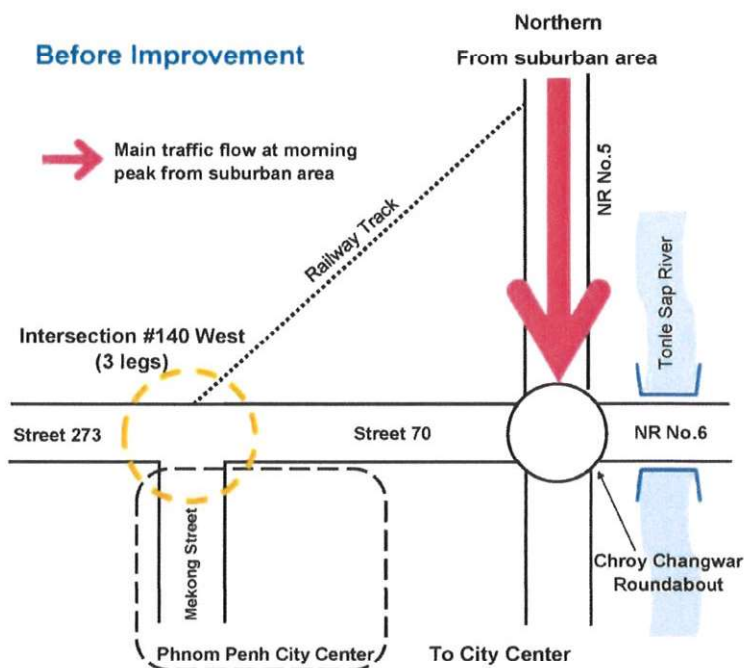 Northern
Before Improvement
From suburban area
Main traffic flow at morning
peak from suburban area
NR No.5
Railway Track
Tonle Sap River
Intersection #140 West
(3 legs)
Street 273
Street 70
NR No.6
Mekong Street
Chroy Changwar
Roundabout
Phnom Penh City Center
To City Center